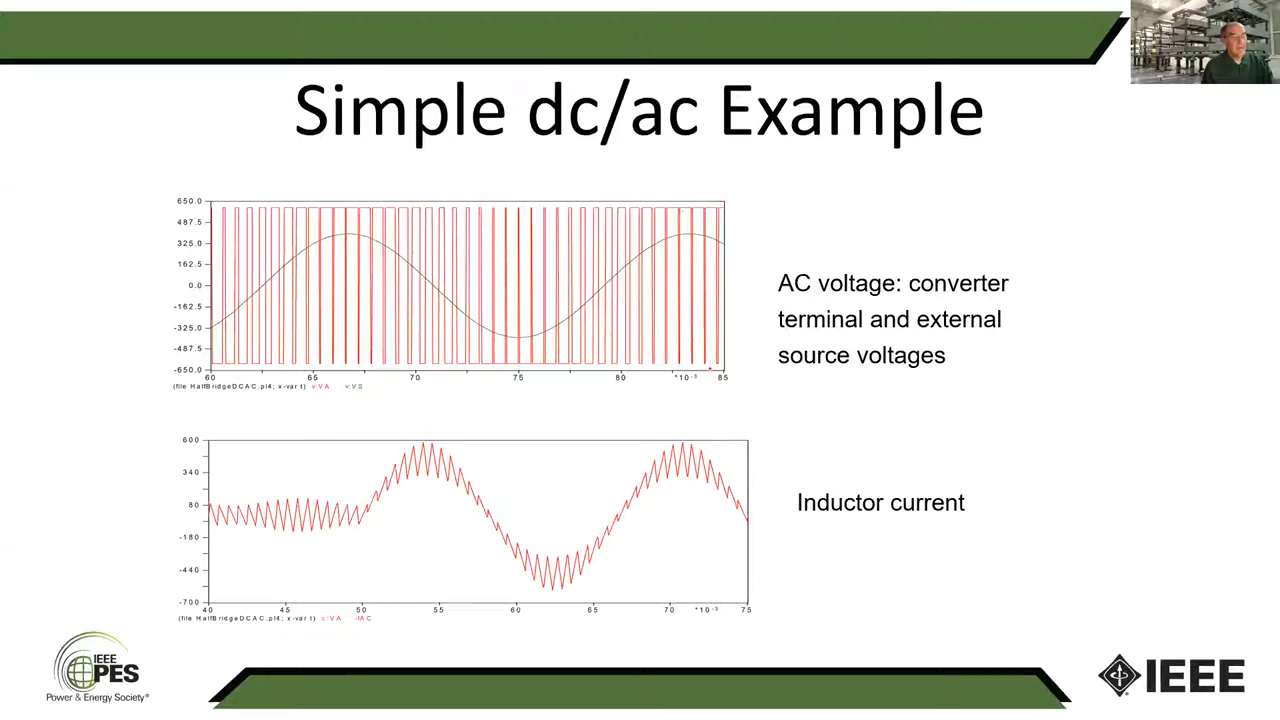 Simple dc/ac Example
650.0
487.5
325.0
162.5
0.0
-162.5
-325.0
-487.5
-650.0
60 65 70 75 80 *10⁻³ 85
(file HalfBridgeDCAC.pl4; x-var t) v:VA v:VS
AC voltage: converter
terminal and external
source voltages
600
340
80
-180
-440
-700
40 45 50 55 60 65 70 *10⁻³ 75
(file HalfBridgeDCAC.pl4; x-var t) c:VA -IAC
Inductor current
IEEE
PES
Power & Energy Society®
IEEE